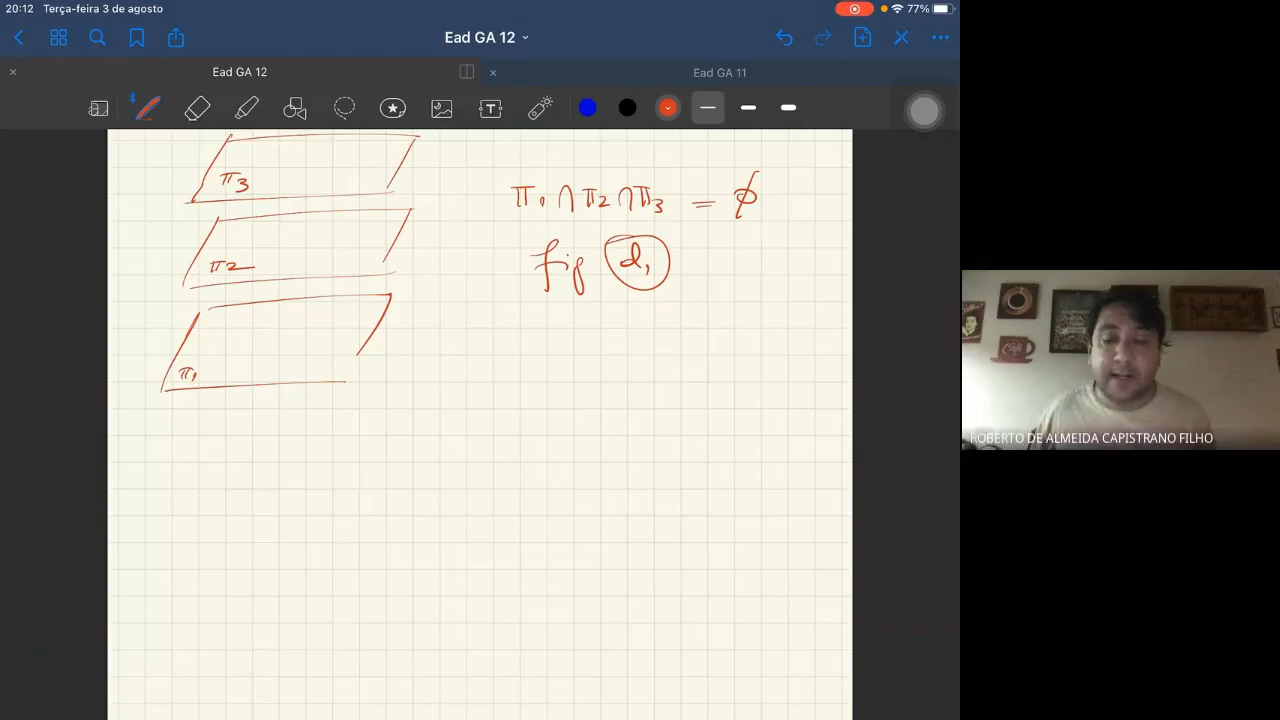 20:12 Terça-feira 3 de agosto 77%
Ead GA 12
Ead GA 12 Ead GA 11
π3
π1 ∩ π2 ∩ π3 = ϕ
π2
fig d1
π1
Café
ROBERTO DE ALMEIDA CAPISTRANO FILHO